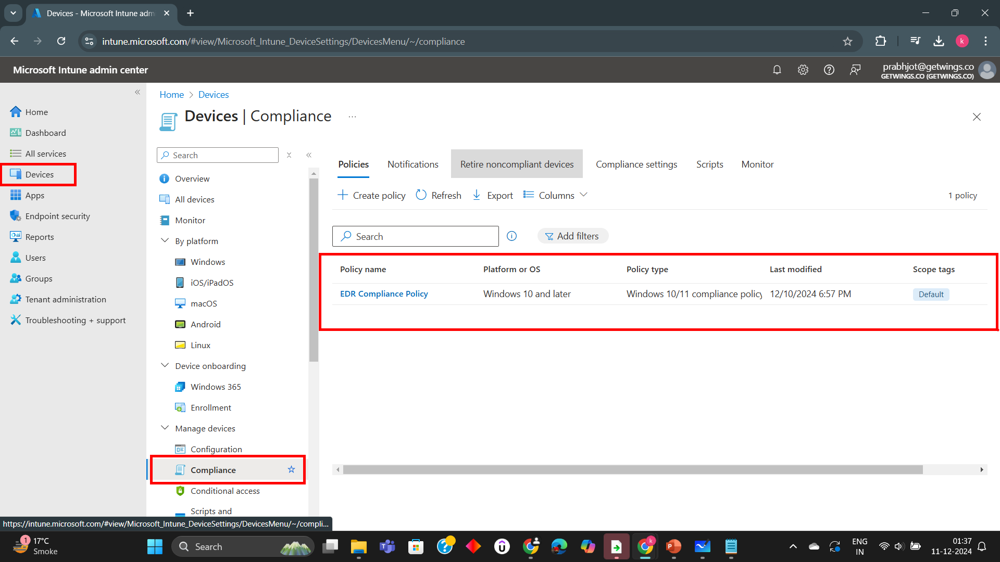 Devices - Microsoft Intune adm
intune.microsoft.com/#view/Microsoft_Intune_DeviceSettings/DevicesMenu/~/compliance
k
Microsoft Intune admin center
prabhjot@getwings.co
GETWINGS.CO (GETWINGS.CO)
Home
Dashboard
All services
Devices
Apps
Endpoint security
Reports
Users
Groups
Tenant administration
Troubleshooting + support
Home > Devices
Devices | Compliance ...
Search
Overview
All devices
Monitor
By platform
Windows
iOS/iPadOS
macOS
Android
Linux
Device onboarding
Windows 365
Enrollment
Manage devices
Configuration
Compliance
Conditional access
Scripts and
Policies Notifications Retire noncompliant devices Compliance settings Scripts Monitor
Create policy Refresh Export Columns 1 policy
Search Add filters
Policy name Platform or OS Policy type Last modified Scope tags
EDR Compliance Policy Windows 10 and later Windows 10/11 compliance policy 12/10/2024 6:57 PM Default
https://intune.microsoft.com/#view/Microsoft_Intune_DeviceSettings/DevicesMenu/~/compli...
1
17°C
Smoke
Search
k
ENG
IN
01:37
11-12-2024